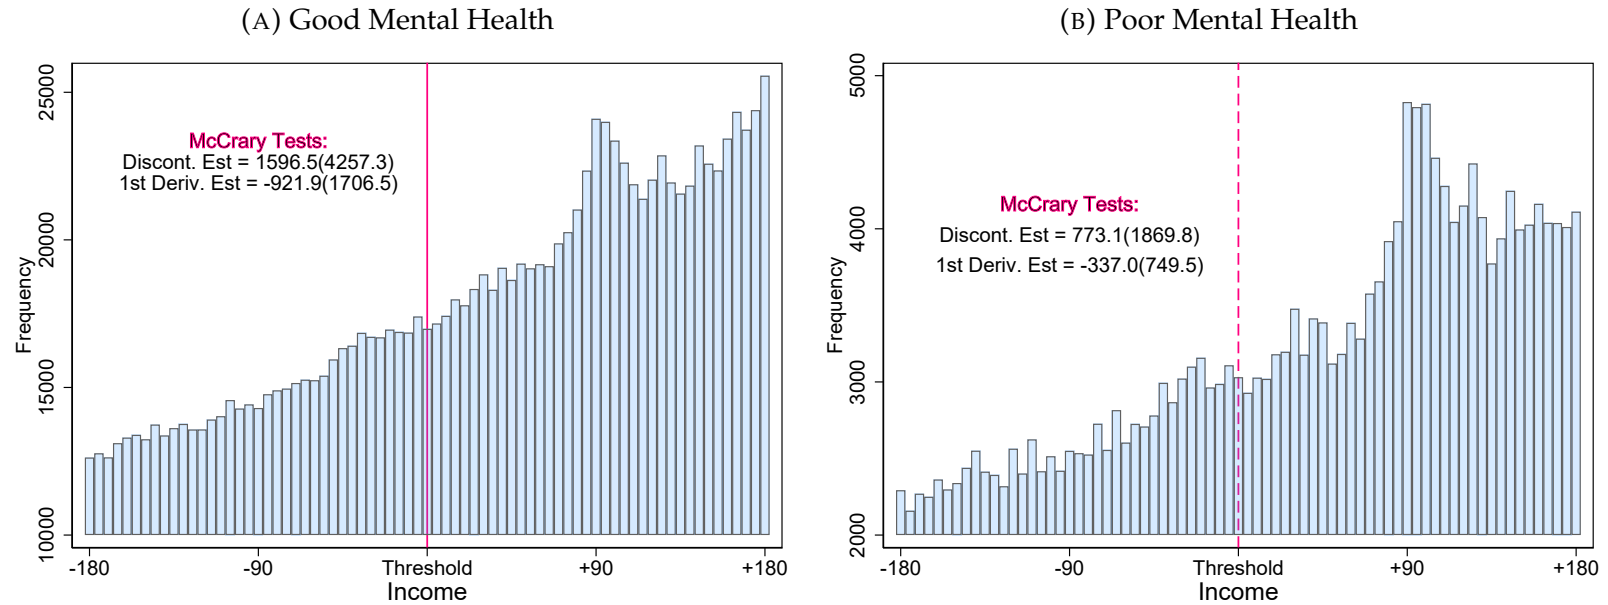 (A) Good Mental Health
25000
20000
15000
10000
Frequency
McCrary Tests:
Discont. Est = 1596.5(4257.3)
1st Deriv. Est = -921.9(1706.5)
-180 -90 Threshold +90 +180
Income
(B) Poor Mental Health
5000
4000
3000
2000
Frequency
McCrary Tests:
Discont. Est = 773.1(1869.8)
1st Deriv. Est = -337.0(749.5)
-180 -90 Threshold +90 +180
Income